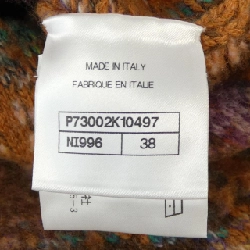 MADE IN ITALY
FABRIQUE EN ITALIE
P73002K10497
NI996 38